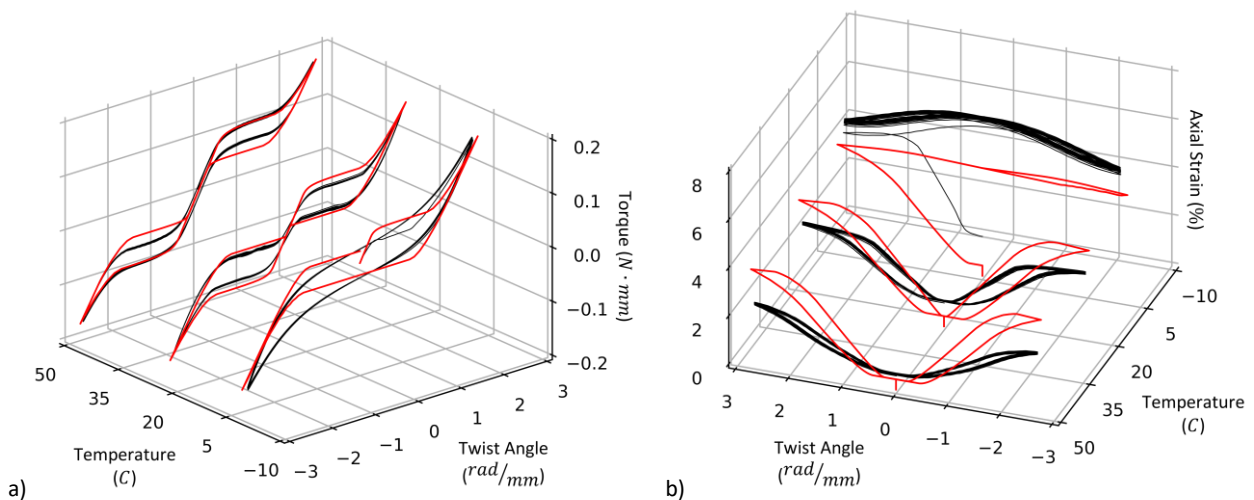 0.2
0.1
0.0
−0.1
−0.2
Torque (N · mm)
50
35
20
5
−10
Temperature
(C)
−3
−2
−1
0
1
2
3
Twist Angle
(rad/mm)
a)
8
6
4
2
0
Axial Strain (%)
3
2
1
0
−1
−2
−3
Twist Angle
(rad/mm)
−10
5
20
35
50
Temperature
(C)
b)